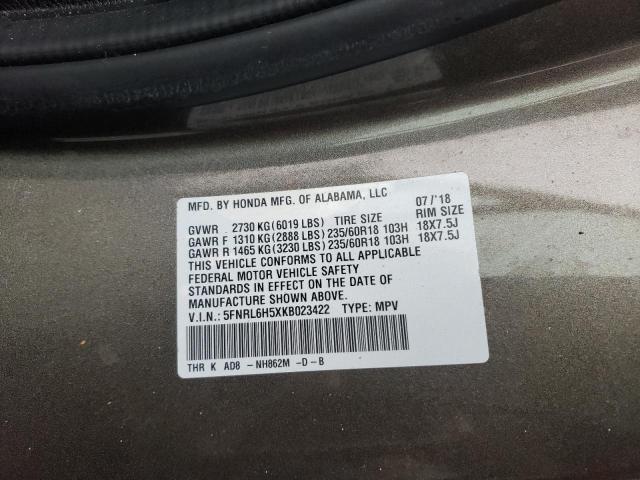 MFD. BY HONDA MFG. OF ALABAMA, LLC 07/'18
GVWR . 2730 KG(6019 LBS) TIRE SIZE RIM SIZE
GAWR F 1310 KG(2888 LBS) 235/60R18 103H 18X7.5J
GAWR R 1465 KG(3230 LBS) 235/60R18 103H 18X7.5J
THIS VEHICLE CONFORMS TO ALL APPLICABLE
FEDERAL MOTOR VEHICLE SAFETY
STANDARDS IN EFFECT ON THE DATE OF
MANUFACTURE SHOWN ABOVE.
V.I.N.: 5FNRL6H5XKB023422 TYPE: MPV
THR K AD8 -NH862M -D-B